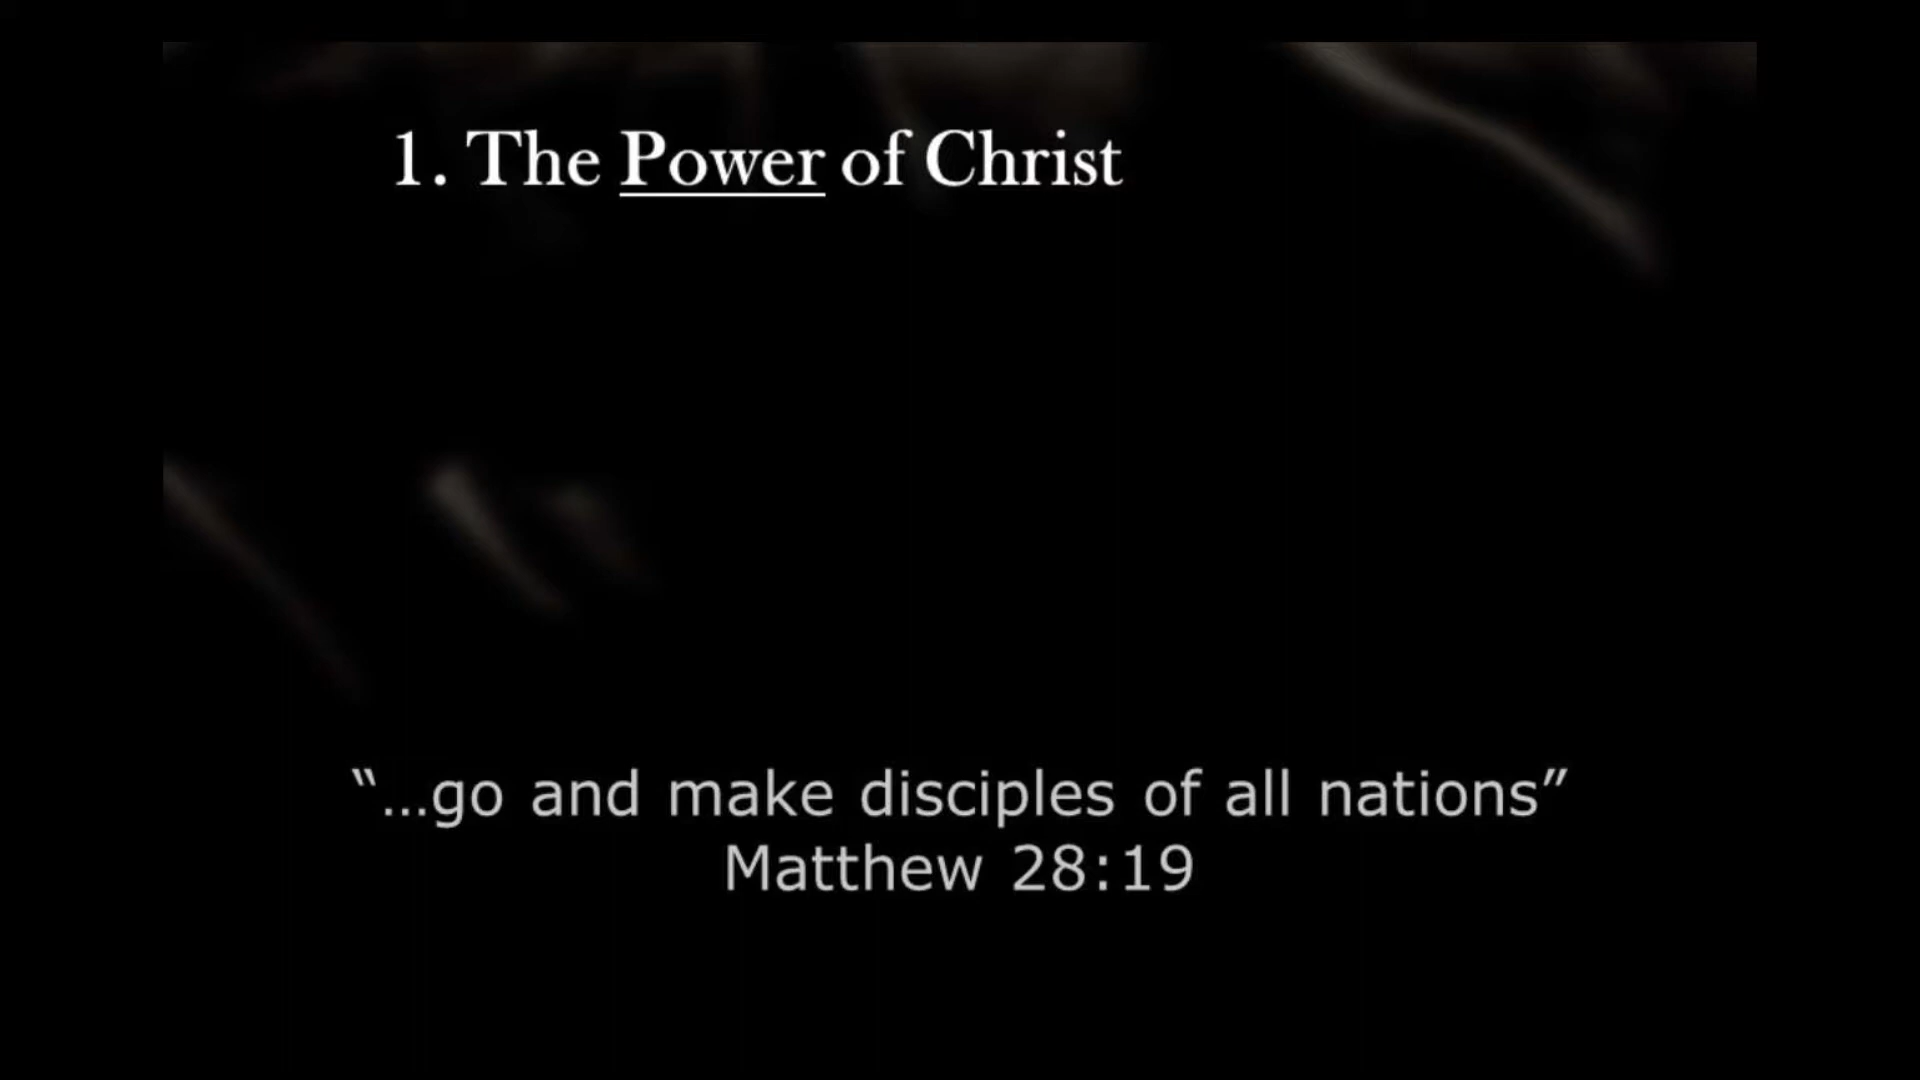 1. The Power of Christ
“...go and make disciples of all nations”
Matthew 28:19